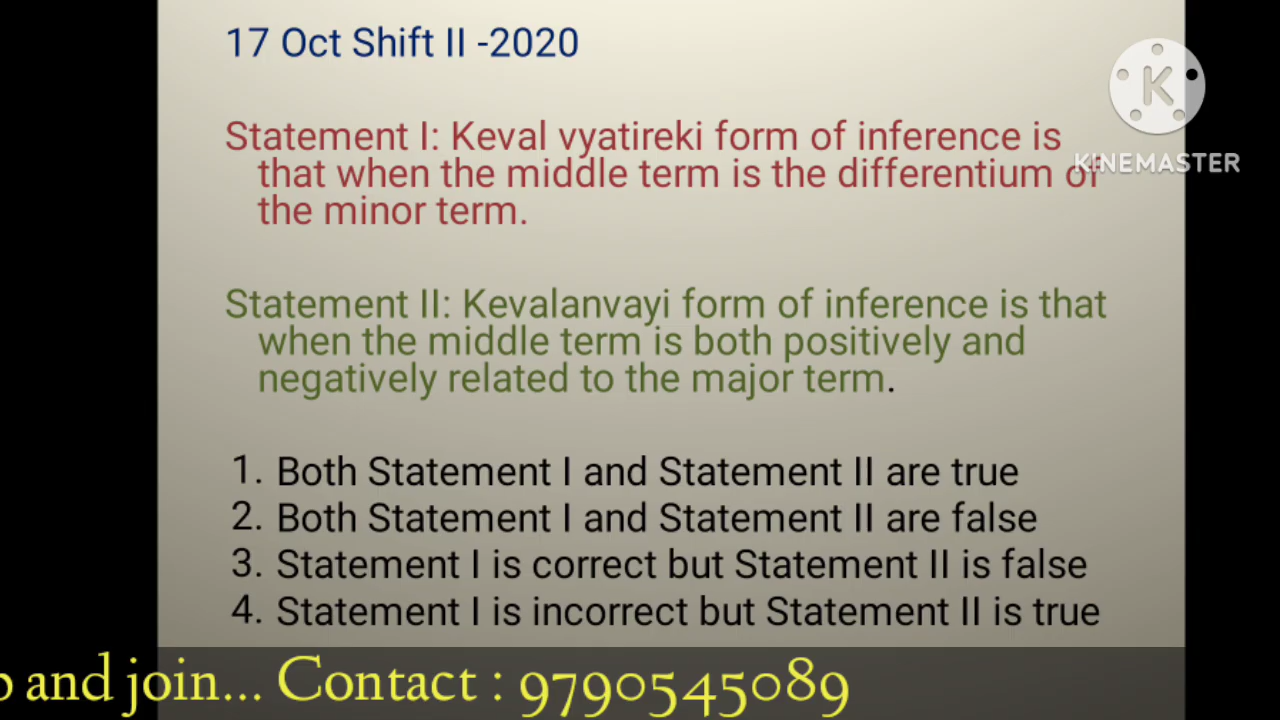 17 Oct Shift II -2020
K
KINEMASTER
Statement I: Keval vyatireki form of inference is
that when the middle term is the differentium of
the minor term.
Statement II: Kevalanvayi form of inference is that
when the middle term is both positively and
negatively related to the major term.
1. Both Statement I and Statement II are true
2. Both Statement I and Statement II are false
3. Statement I is correct but Statement II is false
4. Statement I is incorrect but Statement II is true
and join... Contact : 9790545089